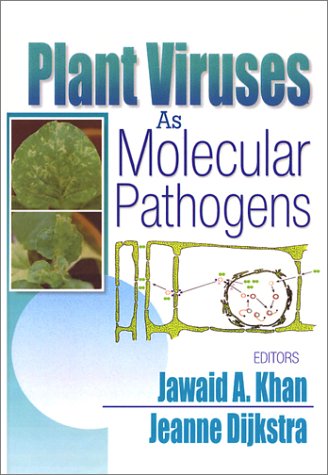 Plant Viruses
As
Molecular
Pathogens
EDITORS
Jawaid A. Khan
Jeanne Dijkstra